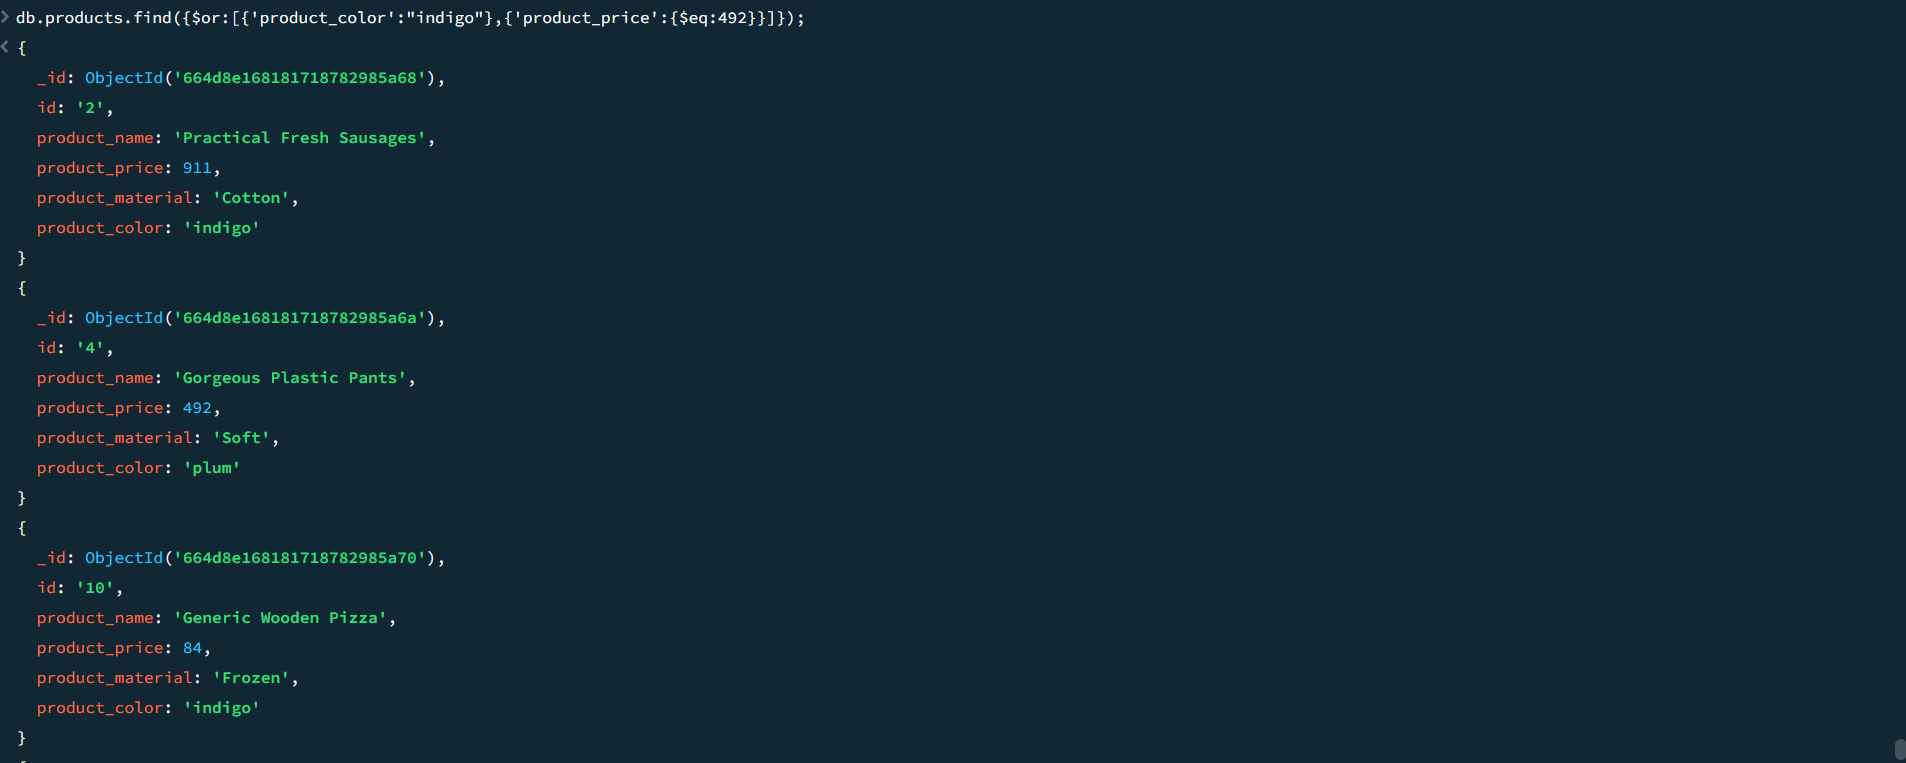 db.products.find({$or:[{'product_color':"indigo"},{'product_price':{$eq:492}}]});
{
_id: ObjectId('664d8e168181718782985a68'),
id: '2',
product_name: 'Practical Fresh Sausages',
product_price: 911,
product_material: 'Cotton',
product_color: 'indigo'
}
{
_id: ObjectId('664d8e168181718782985a6a'),
id: '4',
product_name: 'Gorgeous Plastic Pants',
product_price: 492,
product_material: 'Soft',
product_color: 'plum'
}
{
_id: ObjectId('664d8e168181718782985a70'),
id: '10',
product_name: 'Generic Wooden Pizza',
product_price: 84,
product_material: 'Frozen',
product_color: 'indigo'
}
{